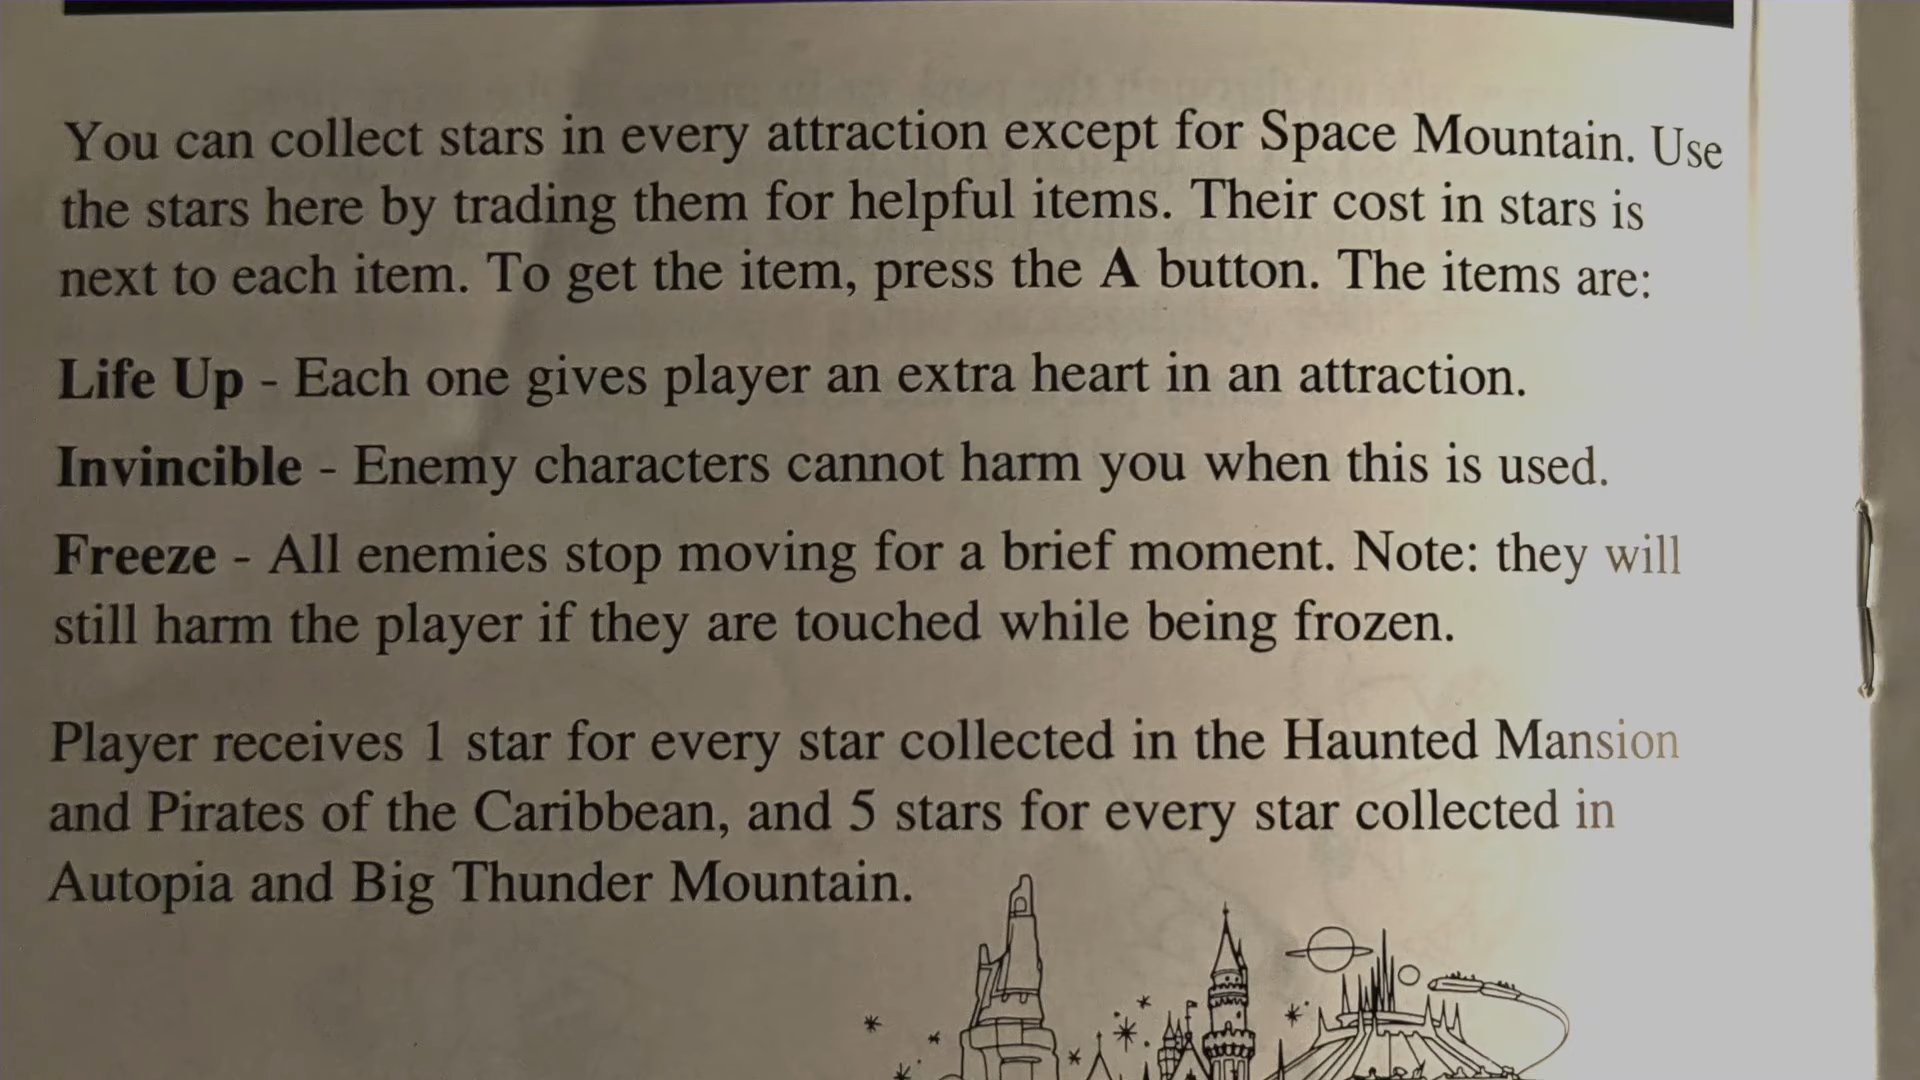 You can collect stars in every attraction except for Space Mountain. Use
the stars here by trading them for helpful items. Their cost in stars is
next to each item. To get the item, press the A button. The items are:
Life Up - Each one gives player an extra heart in an attraction.
Invincible - Enemy characters cannot harm you when this is used.
Freeze - All enemies stop moving for a brief moment. Note: they will
still harm the player if they are touched while being frozen.
Player receives 1 star for every star collected in the Haunted Mansion
and Pirates of the Caribbean, and 5 stars for every star collected in
Autopia and Big Thunder Mountain.